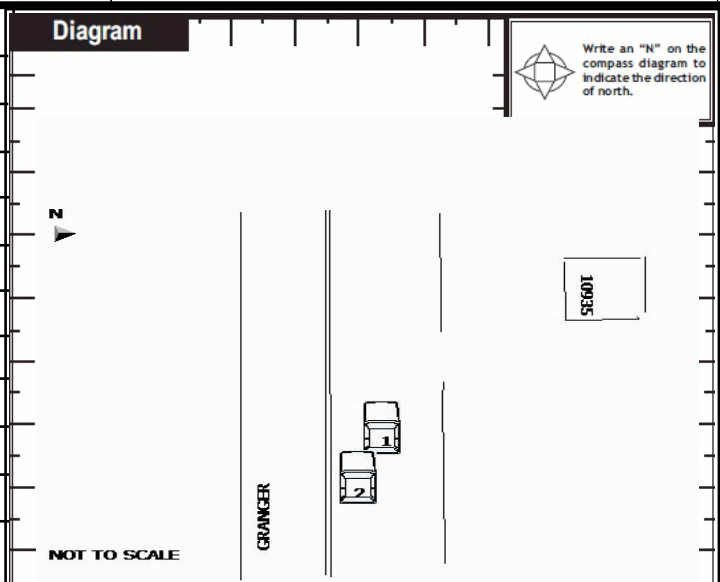 Diagram
Write an “N” on the
compass diagram to
indicate the direction
of north.
N
10935
1
2
GRANGER
NOT TO SCALE